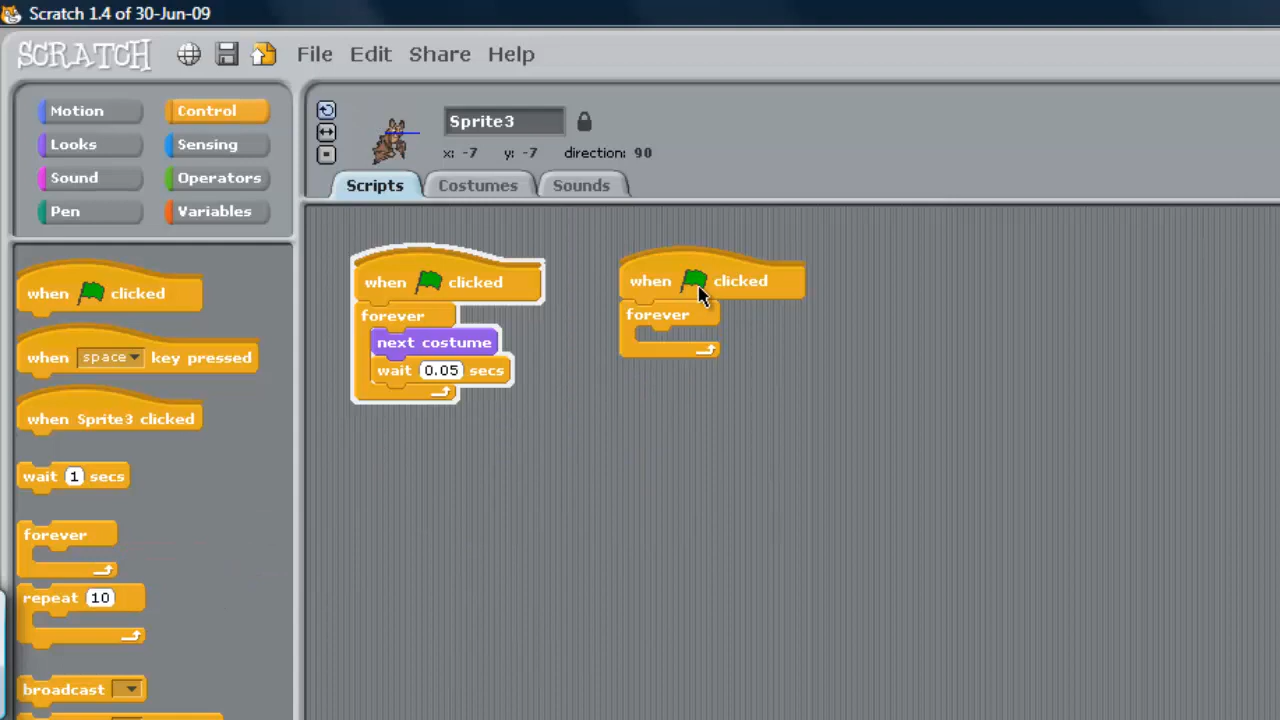 Scratch 1.4 of 30-Jun-09
SCRATCH File Edit Share Help
Motion Control
Looks Sensing
Sound Operators
Pen Variables
Sprite3
x: -7 y: -7 direction: 90
Scripts Costumes Sounds
when clicked
when space key pressed
when Sprite3 clicked
wait 1 secs
forever
repeat 10
broadcast
when clicked
forever
next costume
wait 0.05 secs
when clicked
forever